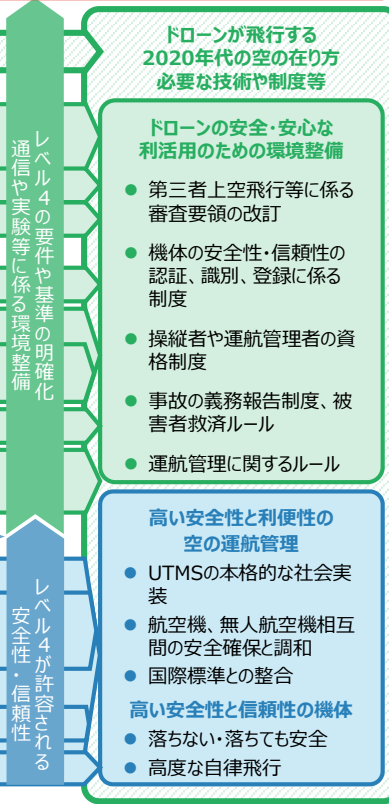 レベル４の要件や基準の明確化
通信や実験等に係る環境整備
レベル４が許容される
安全性・信頼性
ドローンが飛行する
2020年代の空の在り方
必要な技術や制度等
ドローンの安全・安心な
利活用のための環境整備
● 第三者上空飛行等に係る
審査要領の改訂
● 機体の安全性・信頼性の
認証、識別、登録に係る
制度
● 操縦者や運航管理者の資
格制度
● 事故の義務報告制度、被
害者救済ルール
● 運航管理に関するルール
高い安全性と利便性の
空の運航管理
● UTMSの本格的な社会実
装
● 航空機、無人航空機相互
間の安全確保と調和
● 国際標準との整合
高い安全性と信頼性の機体
● 落ちない・落ちても安全
● 高度な自律飛行